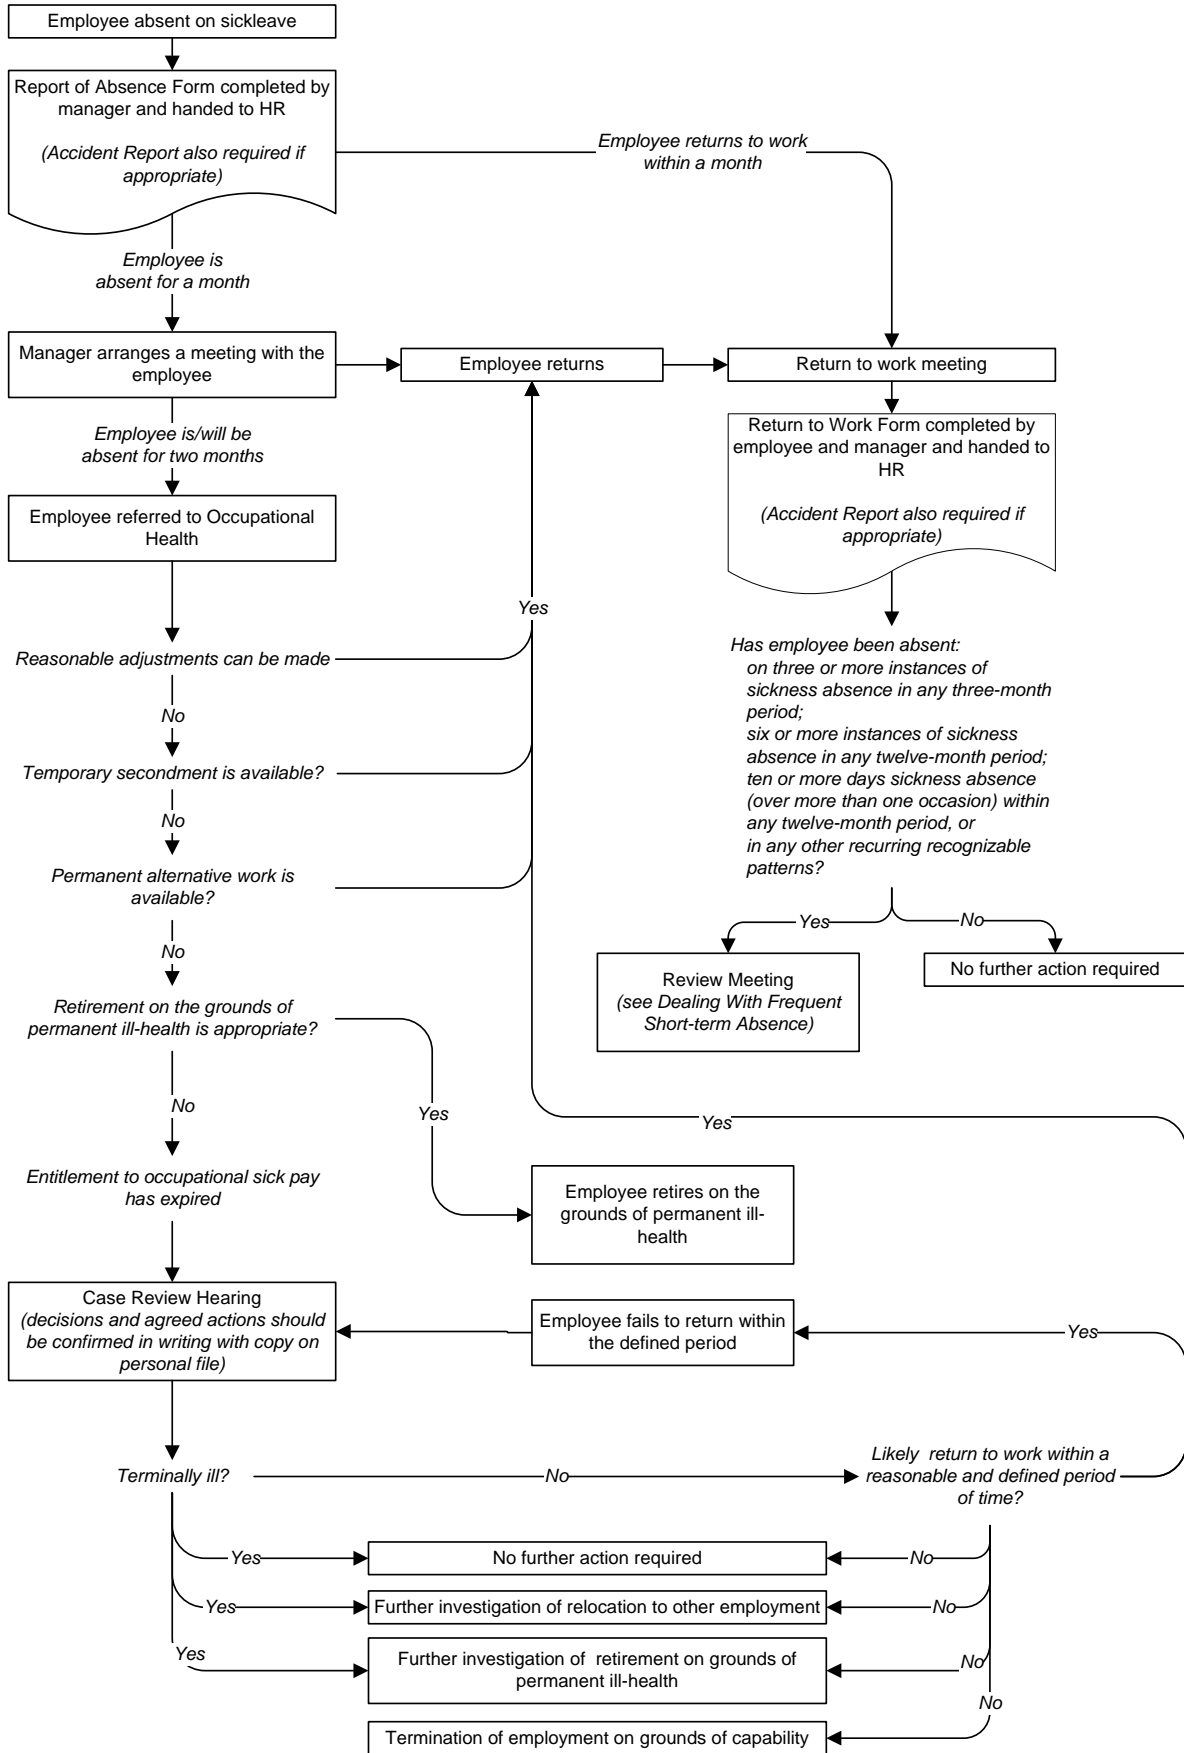 Employee absent on sickleave
Report of Absence Form completed by
manager and handed to HR
(Accident Report also required if
appropriate)
Employee returns to work
within a month
Employee is
absent for a month
Manager arranges a meeting with the
employee
Employee returns
Return to work meeting
Employee is/will be
absent for two months
Return to Work Form completed by
employee and manager and handed to
HR
(Accident Report also required if
appropriate)
Employee referred to Occupational
Health
Yes
Reasonable adjustments can be made
No
Temporary secondment is available?
No
Permanent alternative work is
available?
No
Has employee been absent:
on three or more instances of
sickness absence in any three-month
period;
six or more instances of sickness
absence in any twelve-month period;
ten or more days sickness absence
(over more than one occasion) within
any twelve-month period, or
in any other recurring recognizable
patterns?
Yes
No
Review Meeting
(see Dealing With Frequent
Short-term Absence)
No further action required
Retirement on the grounds of
permanent ill-health is appropriate?
No
Yes
Yes
Entitlement to occupational sick pay
has expired
Employee retires on the
grounds of permanent ill-
health
Case Review Hearing
(decisions and agreed actions should
be confirmed in writing with copy on
personal file)
Employee fails to return within
the defined period
Yes
Terminally ill?
No
Likely return to work within a
reasonable and defined period
of time?
Yes
No further action required
No
Yes
Further investigation of relocation to other employment
No
Yes
Further investigation of retirement on grounds of
permanent ill-health
No
No
Termination of employment on grounds of capability